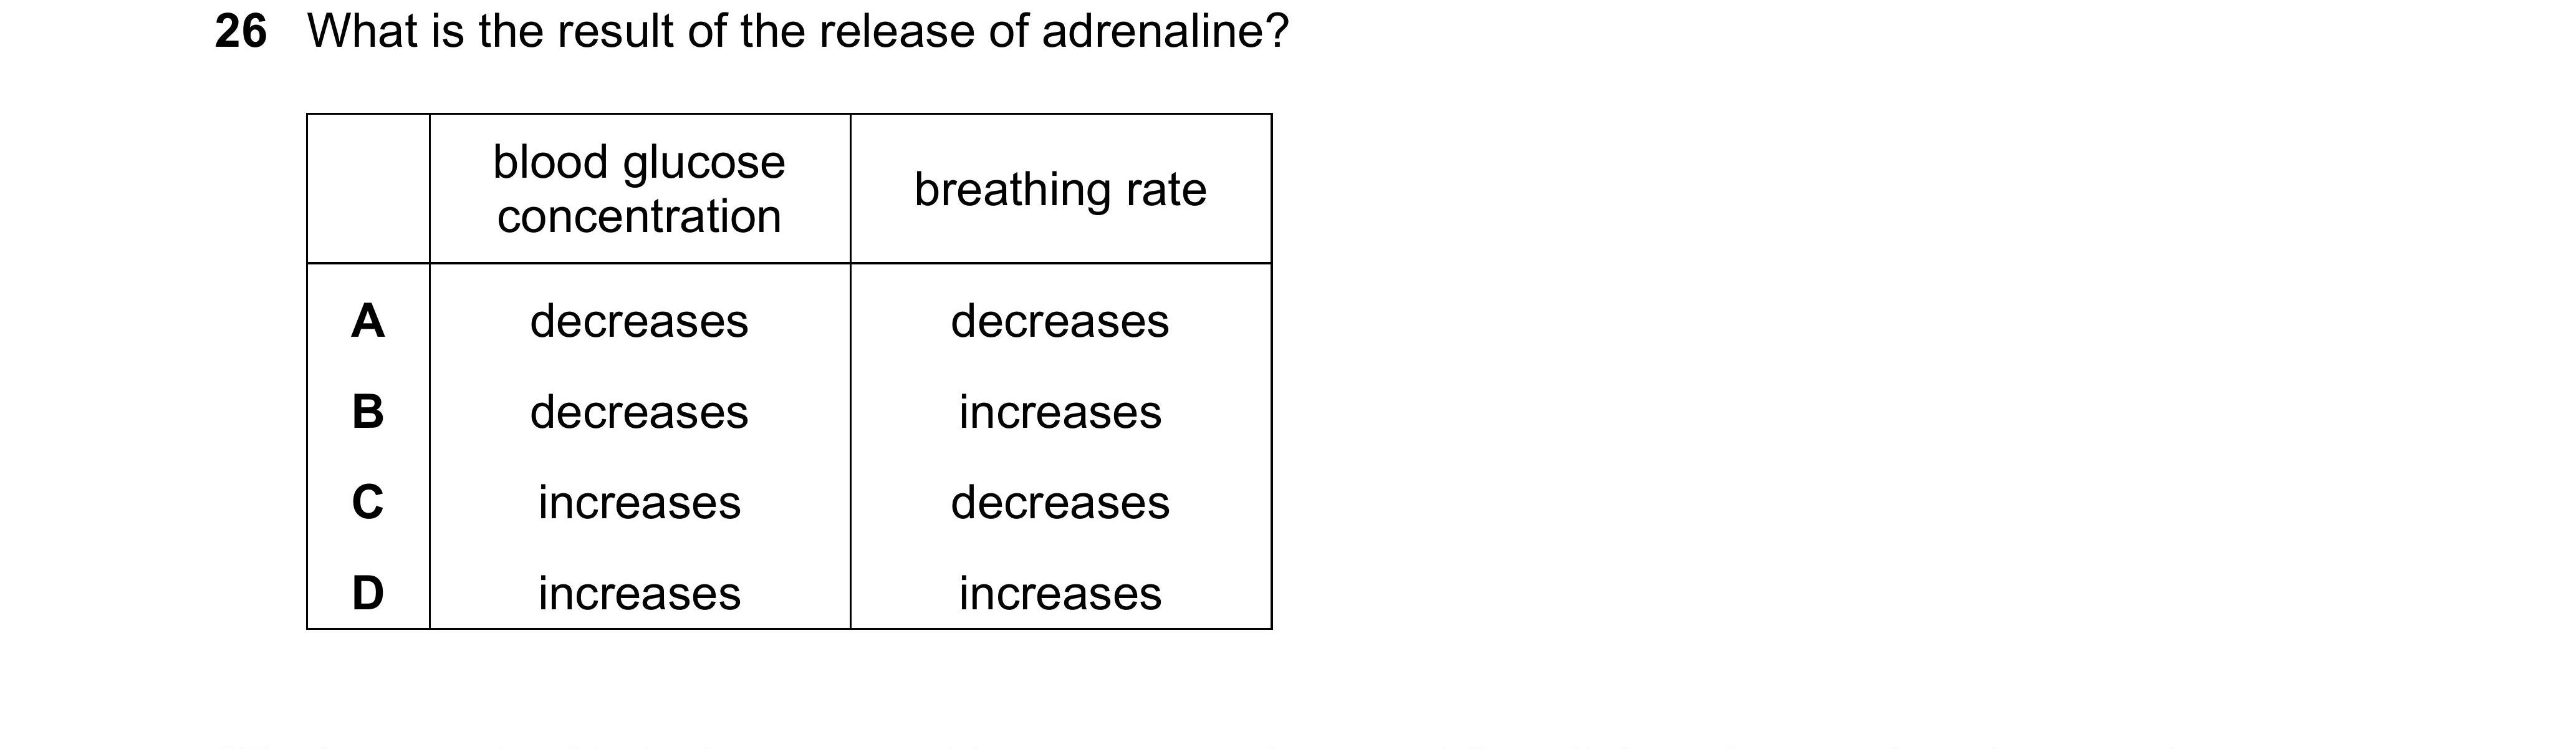 26 What is the result of the release of adrenaline?
blood glucose
concentration
breathing rate
A decreases decreases
B decreases increases
C increases decreases
D increases increases